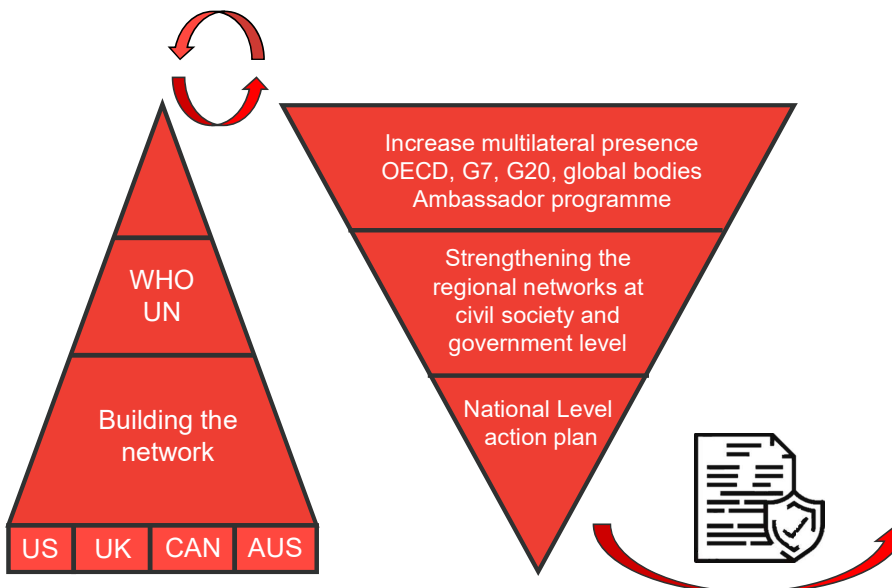 WHO
UN
Building the
network
US
UK
CAN
AUS
Increase multilateral presence
OECD, G7, G20, global bodies
Ambassador programme
Strengthening the
regional networks at
civil society and
government level
National Level
action plan